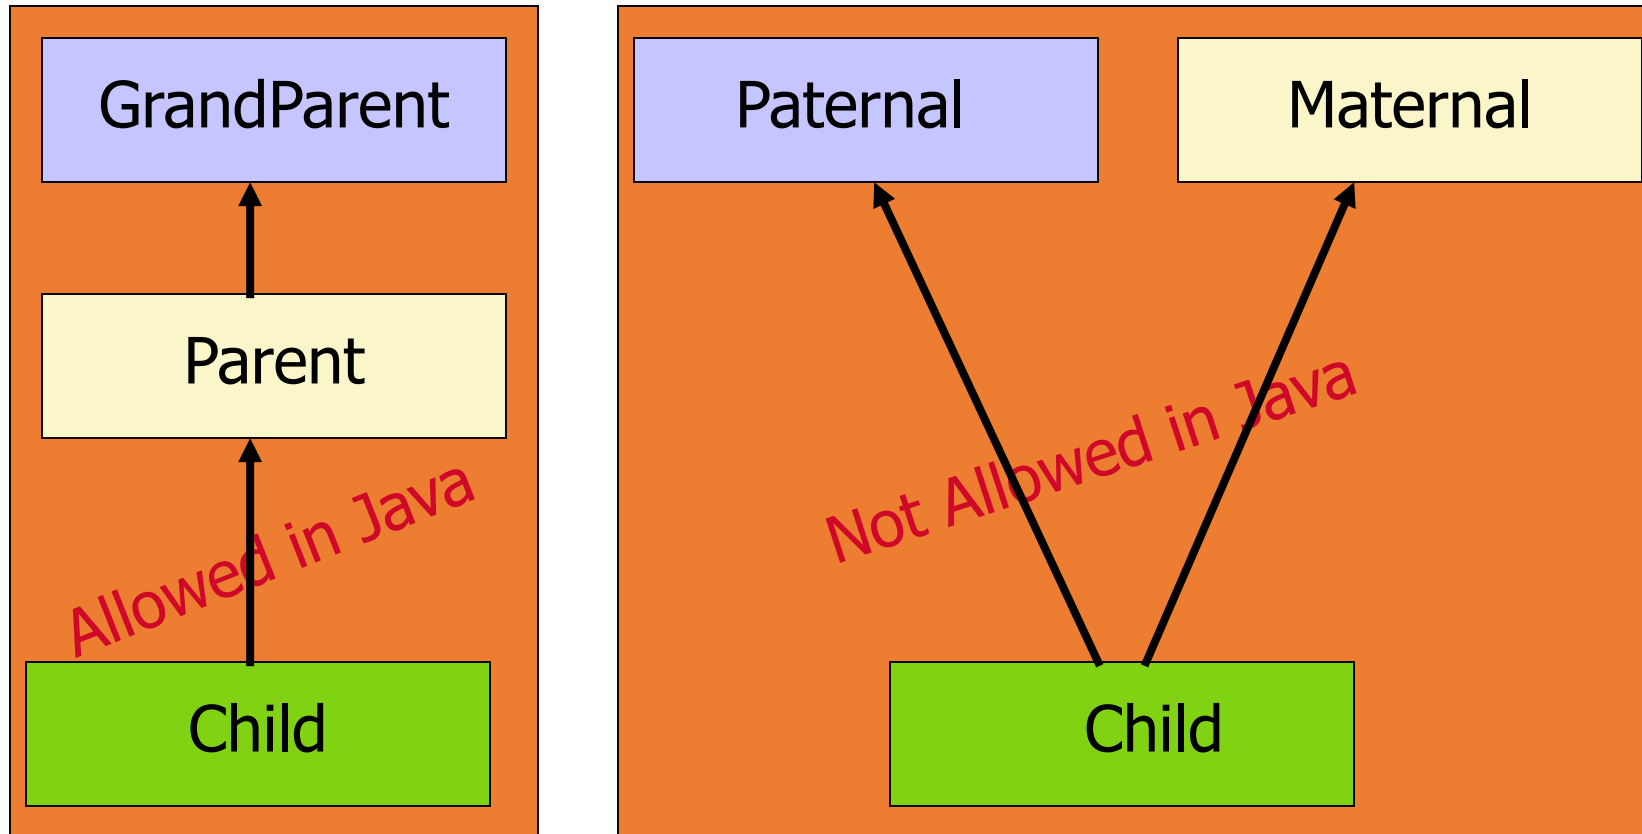 GrandParent
Parent
Allowed in Java
Child
Paternal
Maternal
Not Allowed in Java
Child